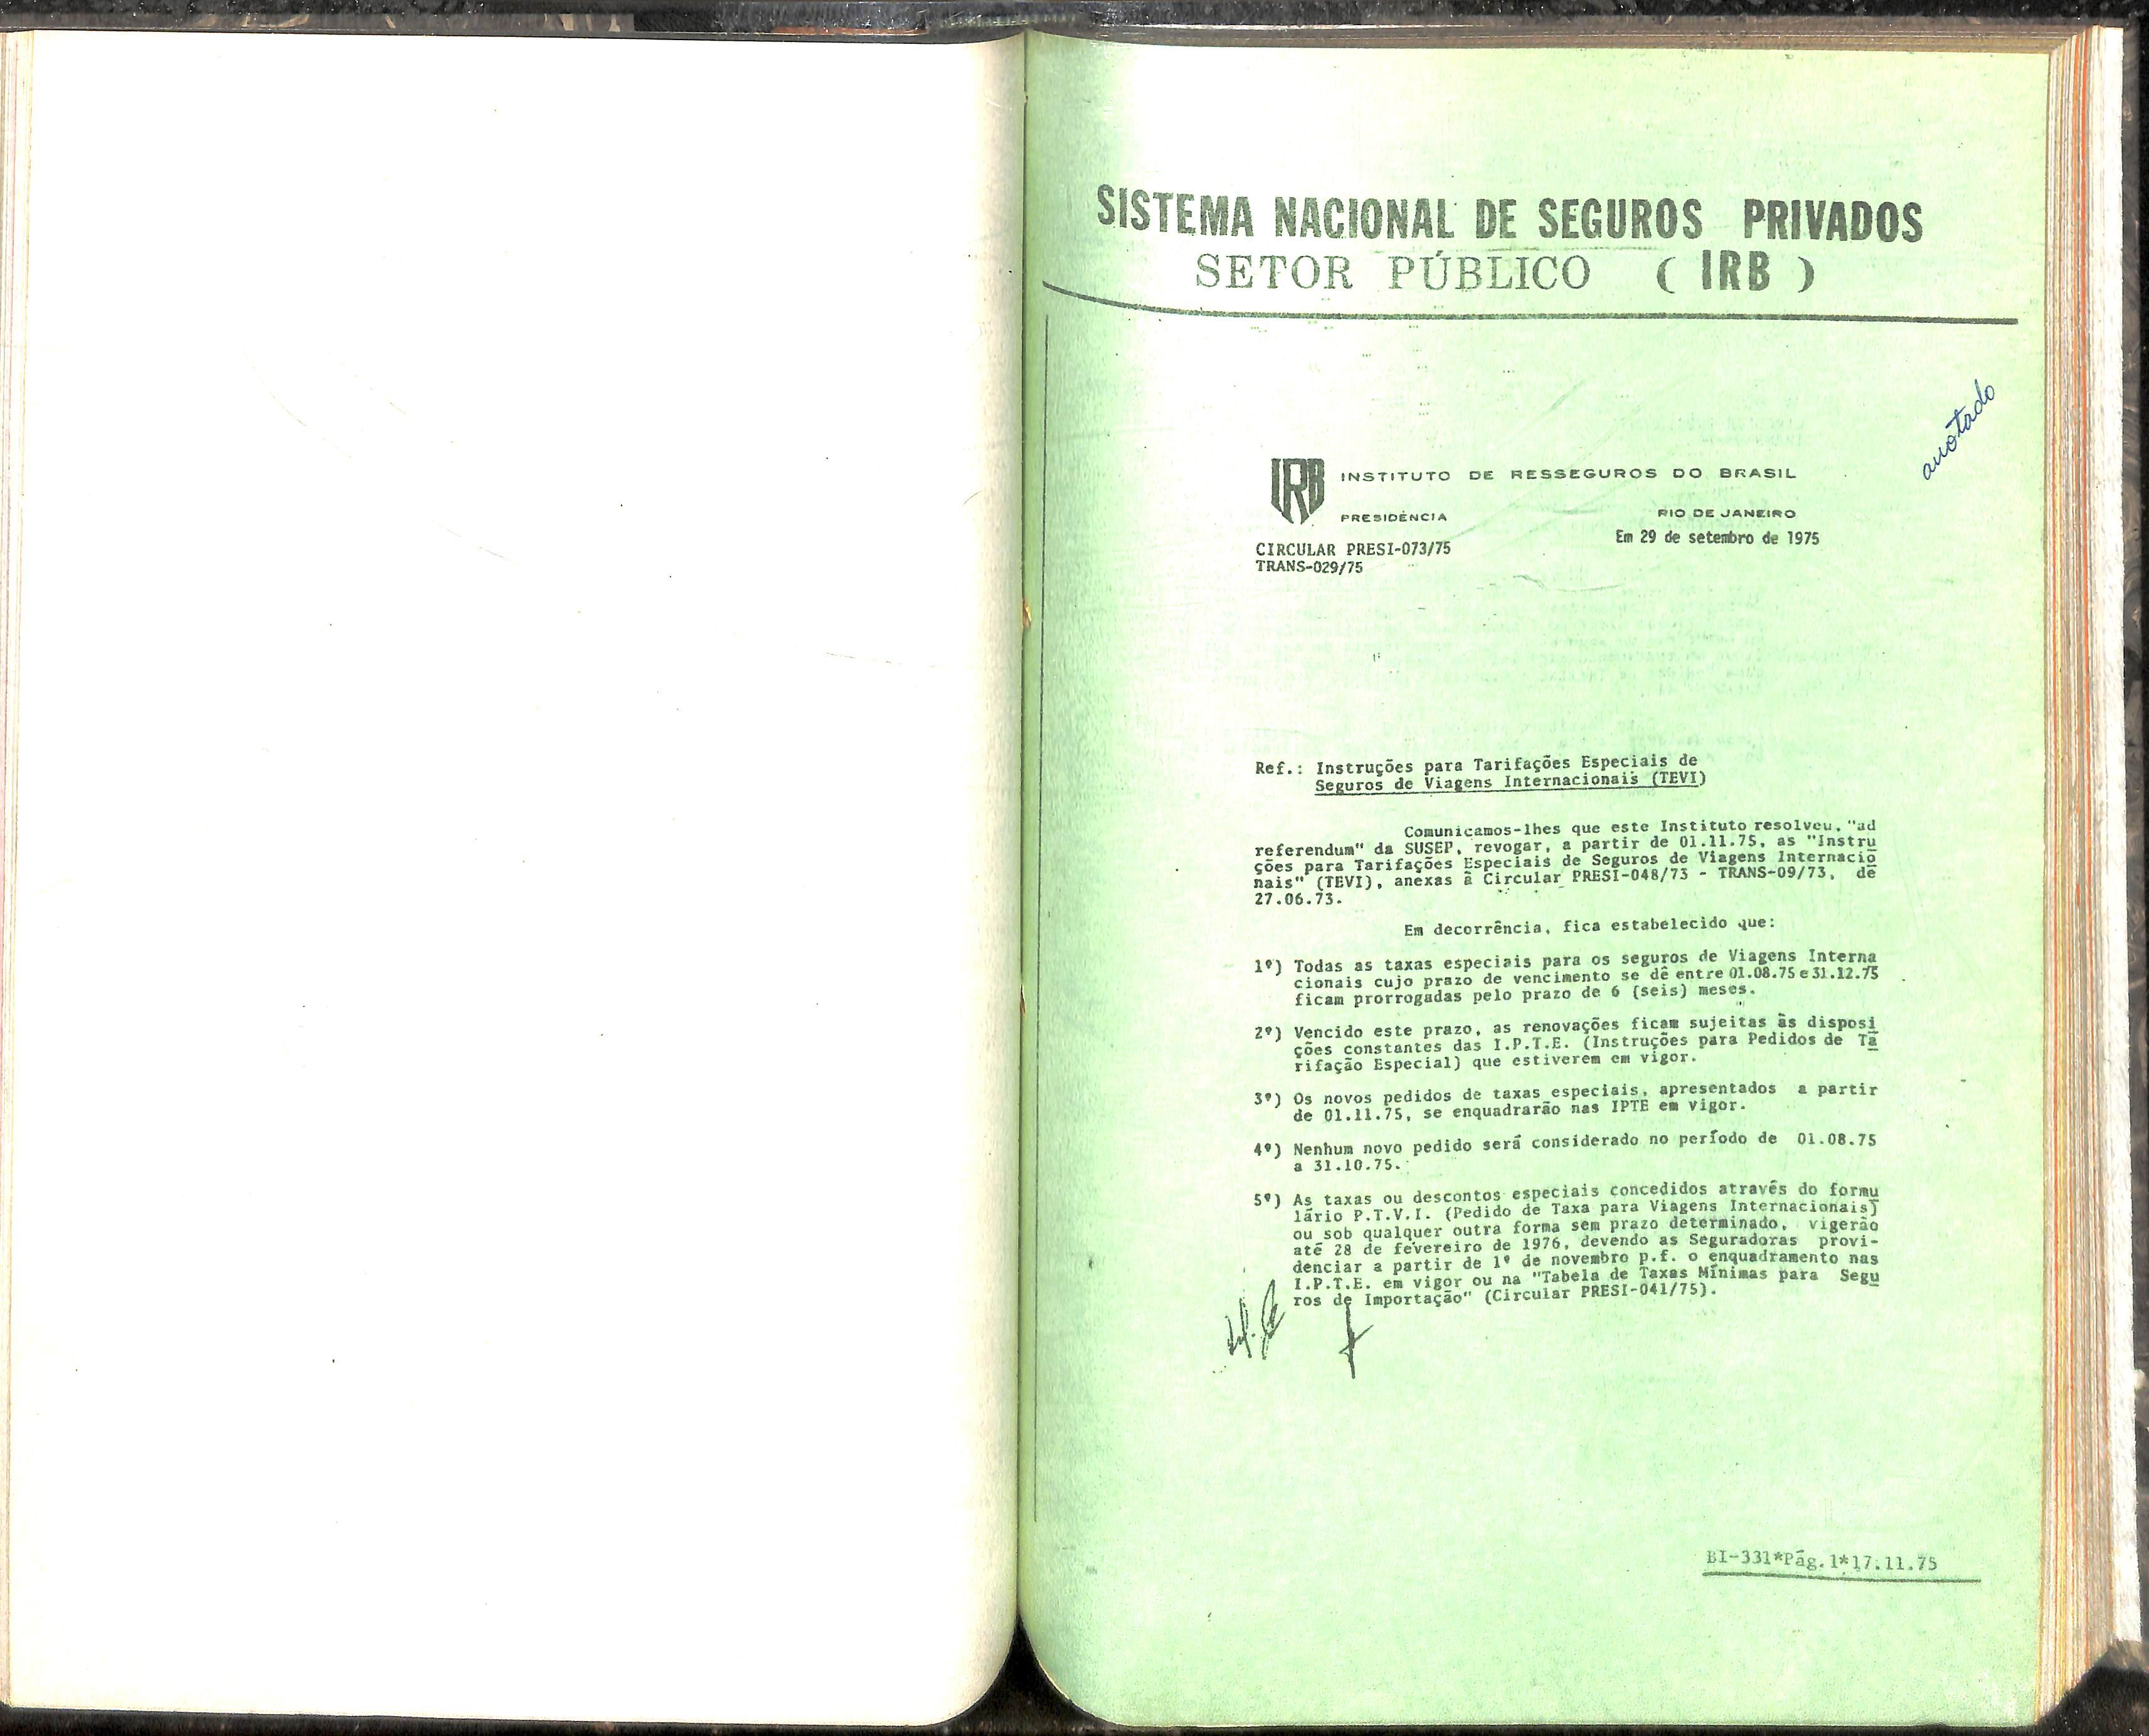 SISTEMA NACIONAL DE SEGUROS PRIVADOS
SETOR PÚBLICO ( IRB )
anotado
IRB INSTITUTO DE RESSEGUROS DO BRASIL
PRESIDÊNCIA RIO DE JANEIRO
Em 29 de setembro de 1975
CIRCULAR PRESI-073/75
TRANS-029/75
Ref.: Instruções para Tarifações Especiais de
Seguros de Viagens Internacionais (TEVI)
Comunicamos-lhes que este Instituto resolveu, "ad
referendum" da SUSEP, revogar, a partir de 01.11.75, as "Instru
ções para Tarifações Especiais de Seguros de Viagens Internacio
nais" (TEVI), anexas ã Circular PRESI-048/73 - TRANS-09/73, de
27.06.73.
Em decorrência, fica estabelecido que:
1º) Todas as taxas especiais para os seguros de Viagens Interna
cionais cujo prazo de vencimento se dê entre 01.08.75 e 31.12.75
ficam prorrogadas pelo prazo de 6 (seis) meses.
2º) Vencido este prazo, as renovações ficam sujeitas às disposi
ções constantes das I.P.T.E. (Instruções para Pedidos de Ta
rifação Especial) que estiverem em vigor.
3º) Os novos pedidos de taxas especiais, apresentados a partir
de 01.11.75, se enquadrarão nas IPTE em vigor.
4º) Nenhum novo pedido será considerado no período de 01.08.75
a 31.10.75.
5º) As taxas ou descontos especiais concedidos através do formu
lário P.T.V.I. (Pedido de Taxa para Viagens Internacionais)
ou sob qualquer outra forma sem prazo determinado, vigerão
até 28 de fevereiro de 1976, devendo as Seguradoras provi-
denciar a partir de 1º de novembro p.f. o enquadramento nas
I.P.T.E. em vigor ou na "Tabela de Taxas Mínimas para Segu
ros de Importação" (Circular PRESI-041/75).
BI-331*Pág.1*17.11.75